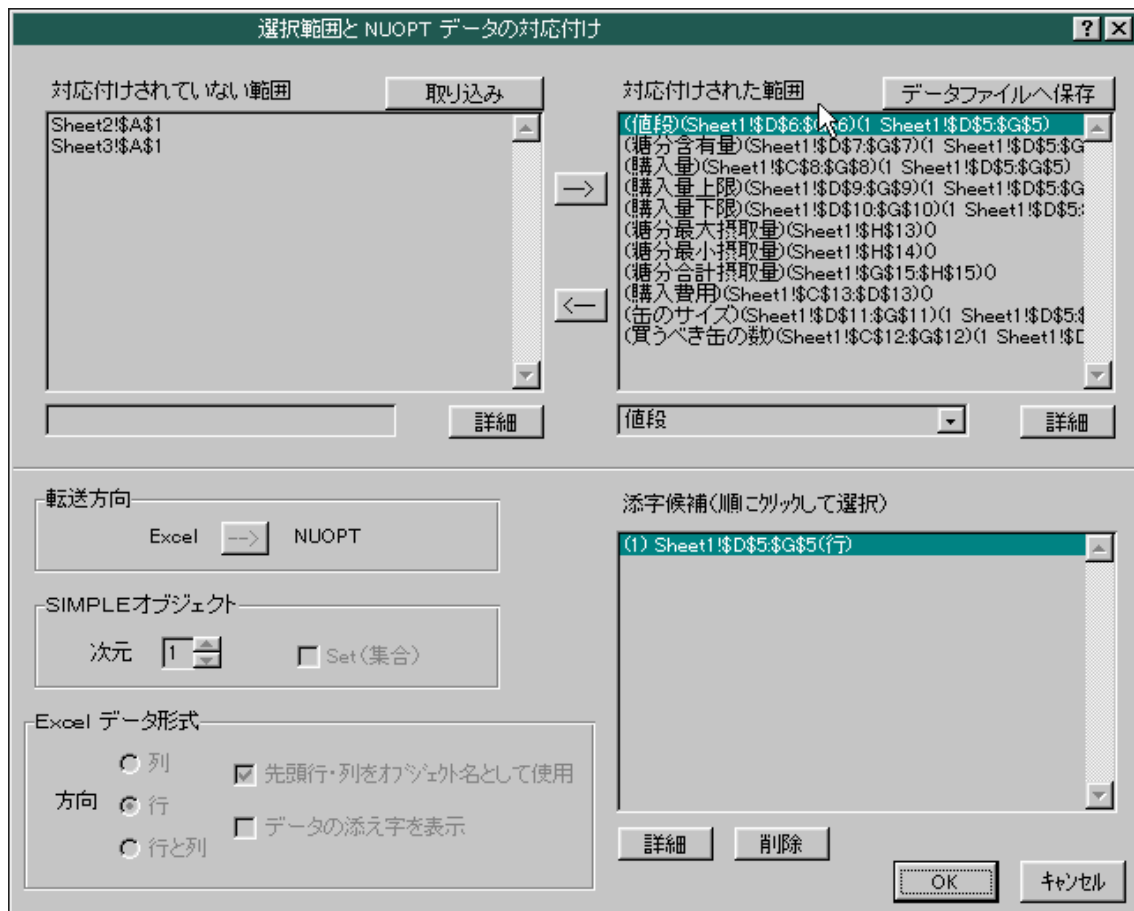 選択範囲と NUOPT データの対応付け
対応付けされていない範囲
取り込み
Sheet2!$A$1
Sheet3!$A$1
詳細
-->
<--
対応付けされた範囲
データファイルへ保存
(値段)(Sheet1!$D$6:$G$6)(1 Sheet1!$D$5:$G$5)
(糖分含有量)(Sheet1!$D$7:$G$7)(1 Sheet1!$D$5:$G
(購入量)(Sheet1!$C$8:$G$8)(1 Sheet1!$D$5:$G$5)
(購入量上限)(Sheet1!$D$9:$G$9)(1 Sheet1!$D$5:$G
(購入量下限)(Sheet1!$D$10:$G$10)(1 Sheet1!$D$5:
(糖分最大摂取量)(Sheet1!$H$13)()
(糖分最小摂取量)(Sheet1!$H$14)()
(糖分合計摂取量)(Sheet1!$G$15:$H$15)()
(購入費用)(Sheet1!$C$13:$D$13)()
(缶のサイズ)(Sheet1!$D$11:$G$11)(1 Sheet1!$D$5:$
(買うべき缶の数)(Sheet1!$C$12:$G$12)(1 Sheet1!$D
値段
詳細
転送方向
Excel --> NUOPT
SIMPLEオブジェクト
次元 1 Set(集合)
Excel データ形式
方向
列
行
行と列
先頭行・列をオブジェクト名として使用
データの添え字を表示
添字候補(順にクリックして選択)
(1) Sheet1!$D$5:$G$5(行)
詳細
削除
OK
キャンセル